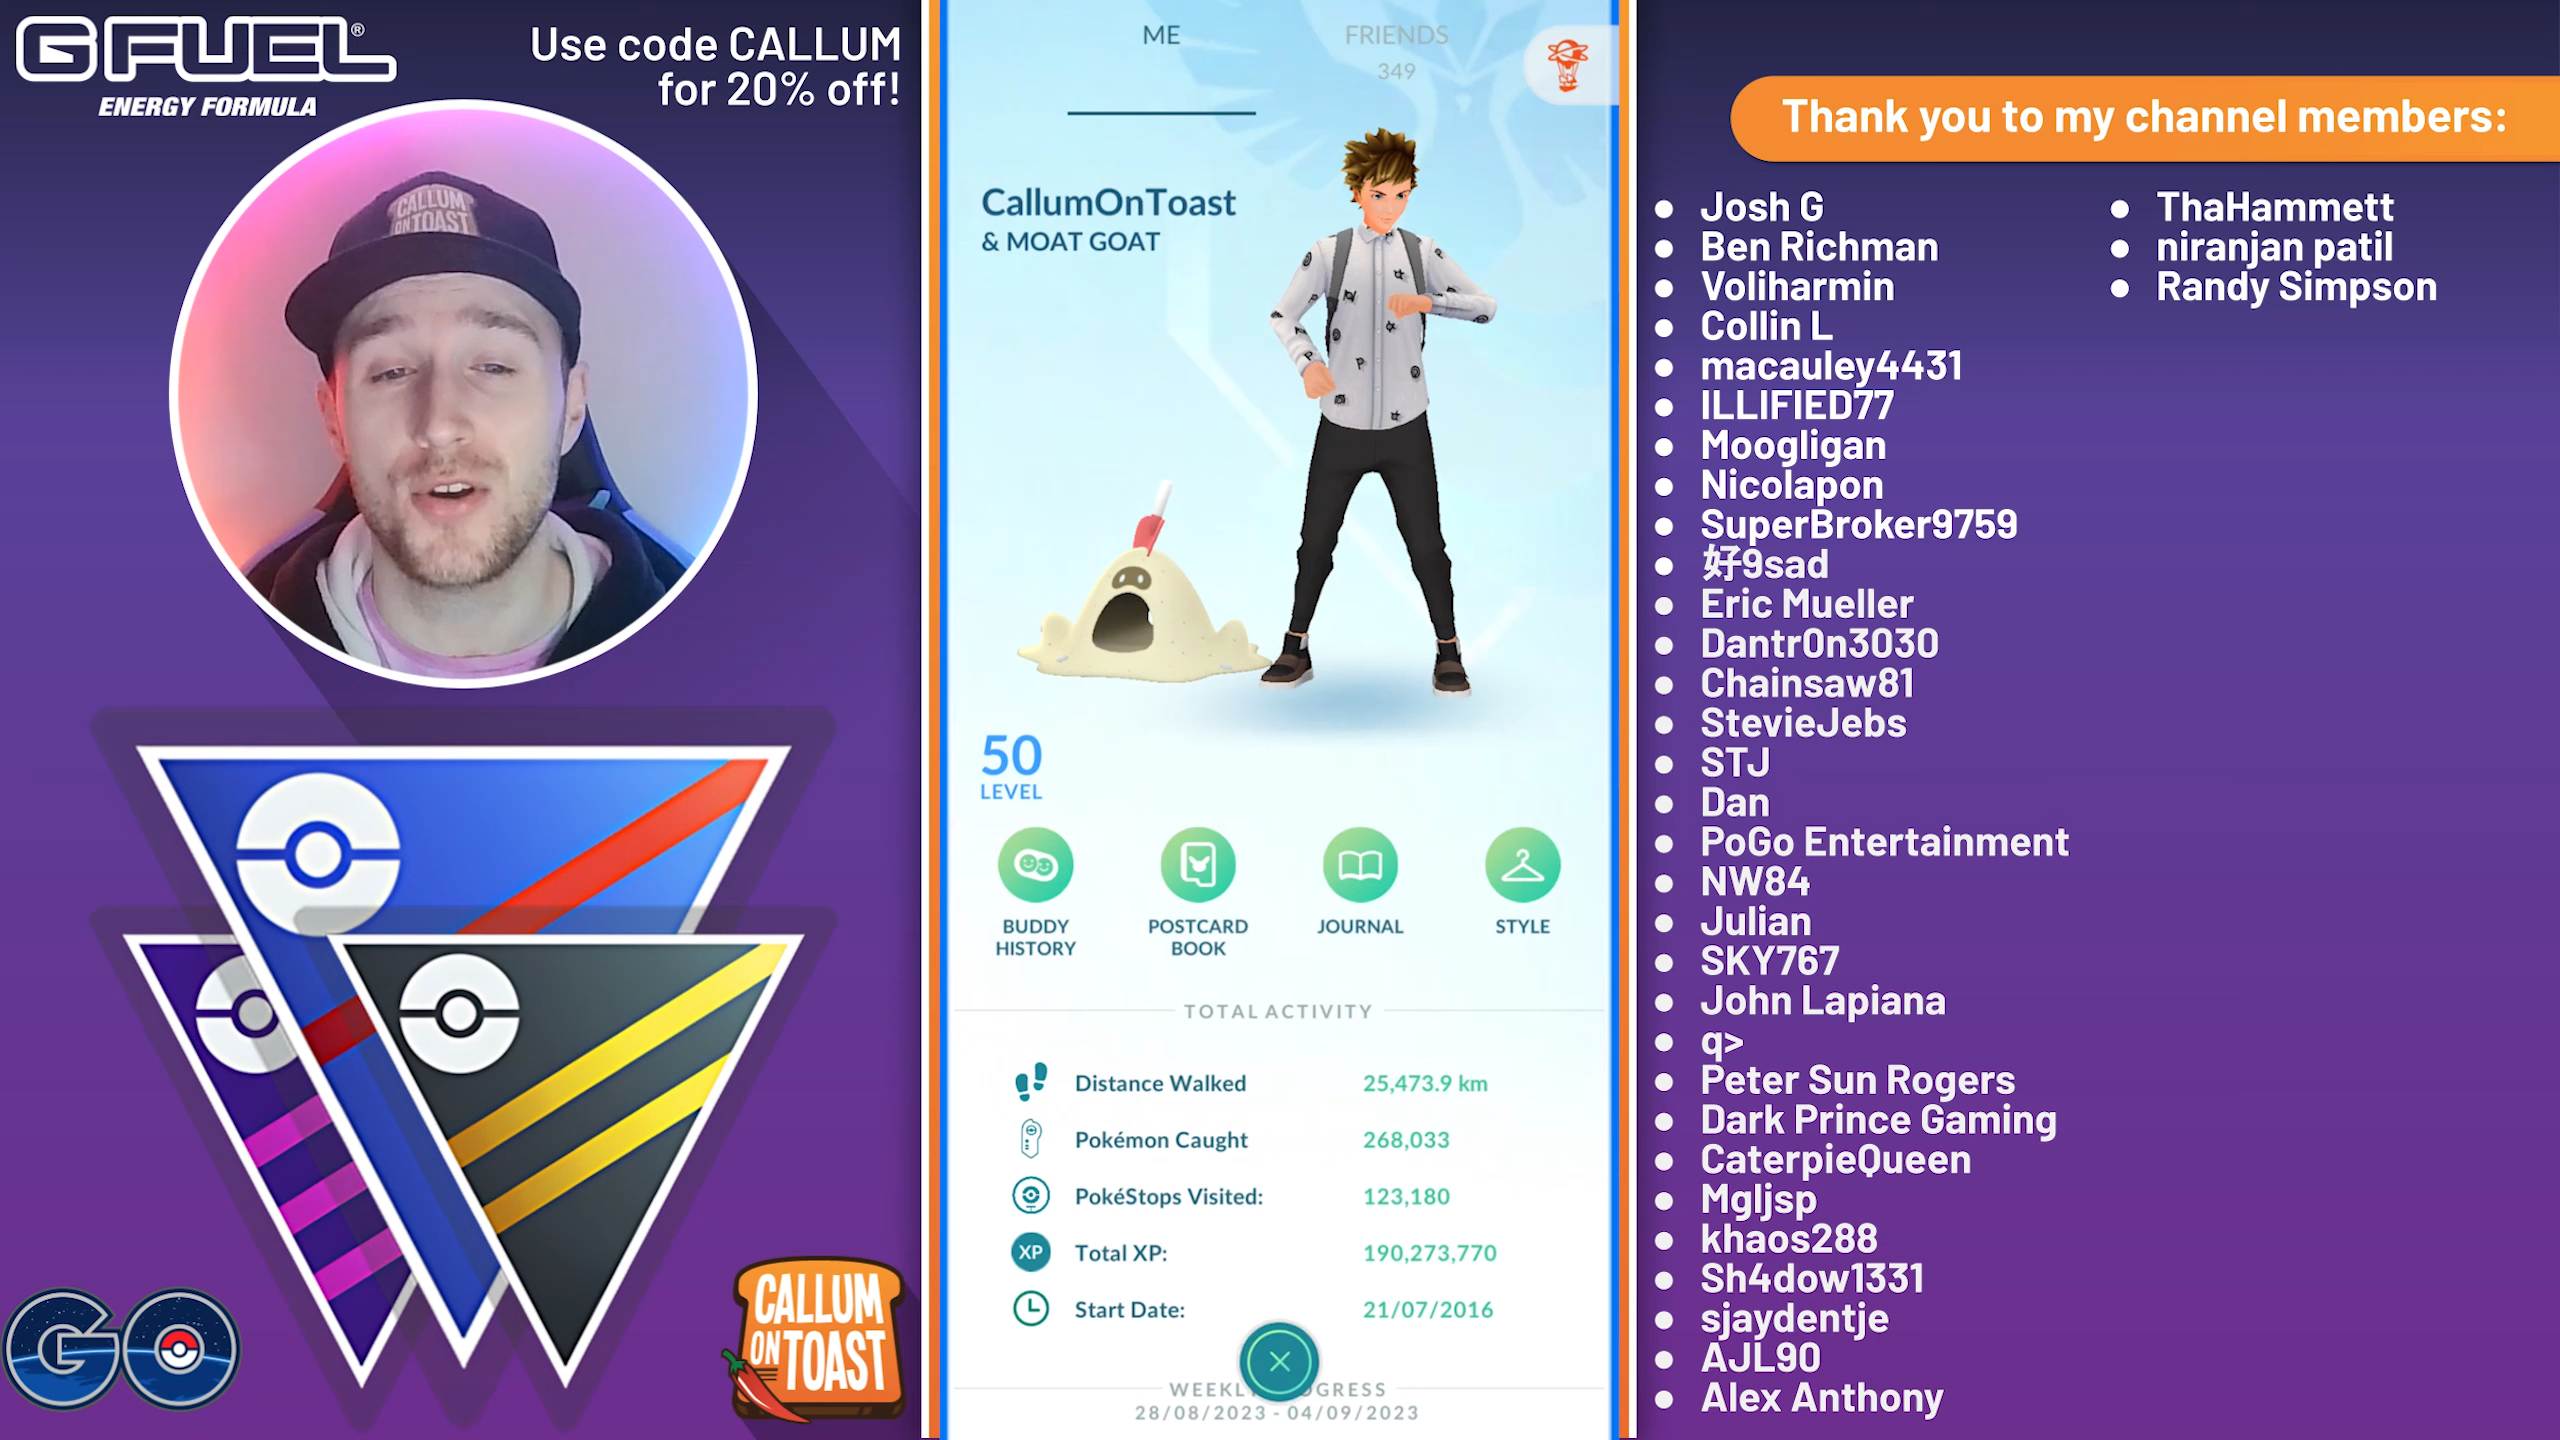 GFUEL®
ENERGY FORMULA
Use code CALLUM
for 20% off!
CALLUM
ON TOAST
CALLUM
ON TOAST
GO
ME
FRIENDS
349
CallumOnToast
& MOAT GOAT
50
LEVEL
BUDDY
HISTORY
POSTCARD
BOOK
JOURNAL
STYLE
TOTAL ACTIVITY
Distance Walked 25,473.9 km
Pokémon Caught 268,033
PokéStops Visited: 123,180
XP Total XP: 190,273,770
Start Date: 21/07/2016
28/08/2023 - 04/09/2023
Thank you to my channel members:
Josh G
Ben Richman
Voliharmin
Collin L
macauley4431
ILLIFIED77
Moogligan
Nicolapon
SuperBroker9759
好9sad
Eric Mueller
Dantr0n3030
Chainsaw81
StevieJebs
STJ
Dan
PoGo Entertainment
NW84
Julian
SKY767
John Lapiana
q>
Peter Sun Rogers
Dark Prince Gaming
CaterpieQueen
Mgljsp
khaos288
Sh4dow1331
sjaydentje
AJL90
Alex Anthony
ThaHammett
niranjan patil
Randy Simpson